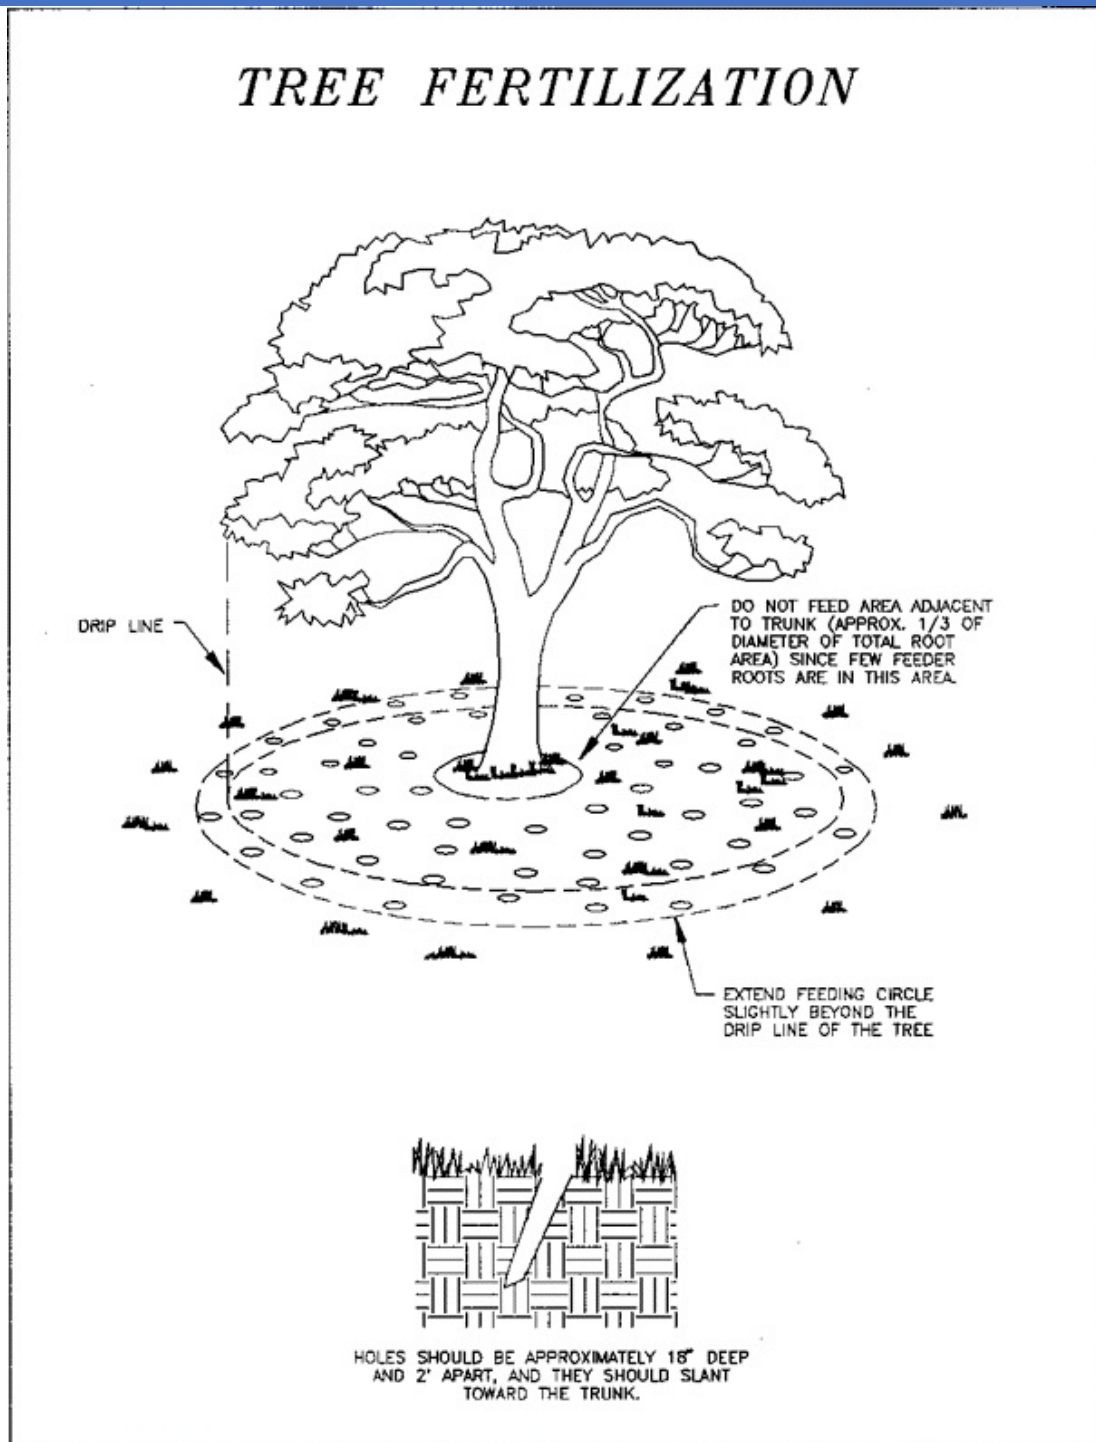 TREE FERTILIZATION
DRIP LINE
DO NOT FEED AREA ADJACENT
TO TRUNK (APPROX. 1/3 OF
DIAMETER OF TOTAL ROOT
AREA) SINCE FEW FEEDER
ROOTS ARE IN THIS AREA.
EXTEND FEEDING CIRCLE
SLIGHTLY BEYOND THE
DRIP LINE OF THE TREE
HOLES SHOULD BE APPROXIMATELY 18" DEEP
AND 2' APART, AND THEY SHOULD SLANT
TOWARD THE TRUNK.